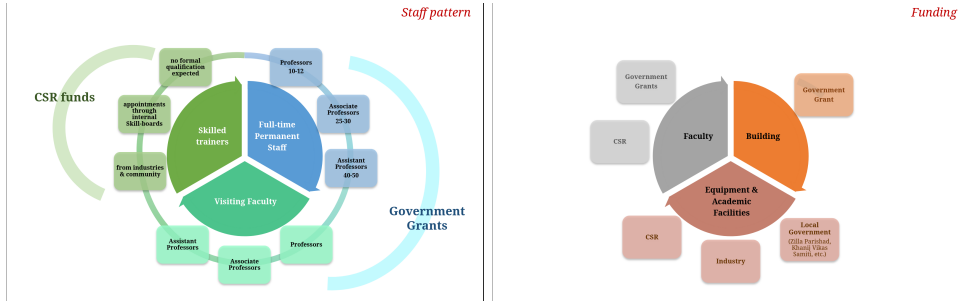 Staff pattern
no formal
qualification
expected
Professors
10-12
CSR funds
appointments
through
internal
Skill-boards
Associate
Professors
25-30
Skilled
trainers
Full-time
Permanent
Staff
from industries
& community
Assistant
Professors
40-50
Visiting Faculty
Government
Grants
Assistant
Professors
Associate
Professors
Professors
Funding
Government
Grants
Government
Grant
CSR
Faculty
Building
Equipment &
Academic
Facilities
CSR
Industry
Local
Government
(Zilla Parishad,
Khanij Vikas
Samiti, etc.)